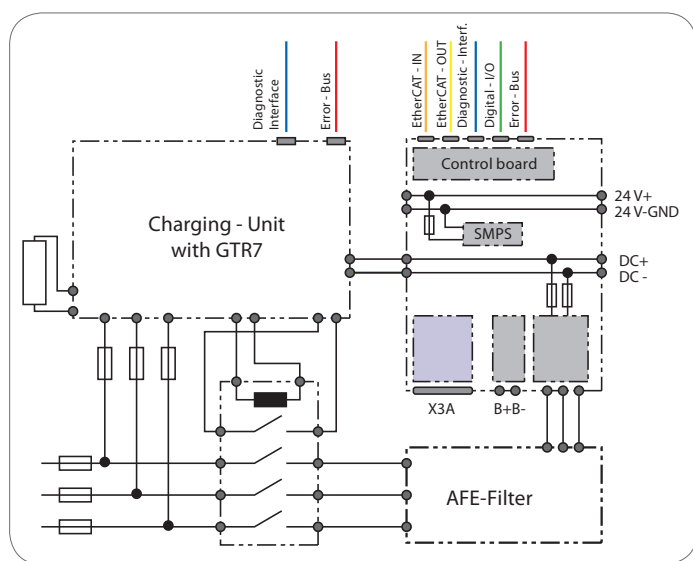 Diagnostic
Interface
Error - Bus
EtherCAT - IN
EtherCAT - OUT
Diagnostic - Interf.
Digital - I/O
Error - Bus
Control board
24 V+
24 V-GND
SMPS
Charging - Unit
with GTR7
DC+
DC -
X3A
B+B-
AFE-Filter